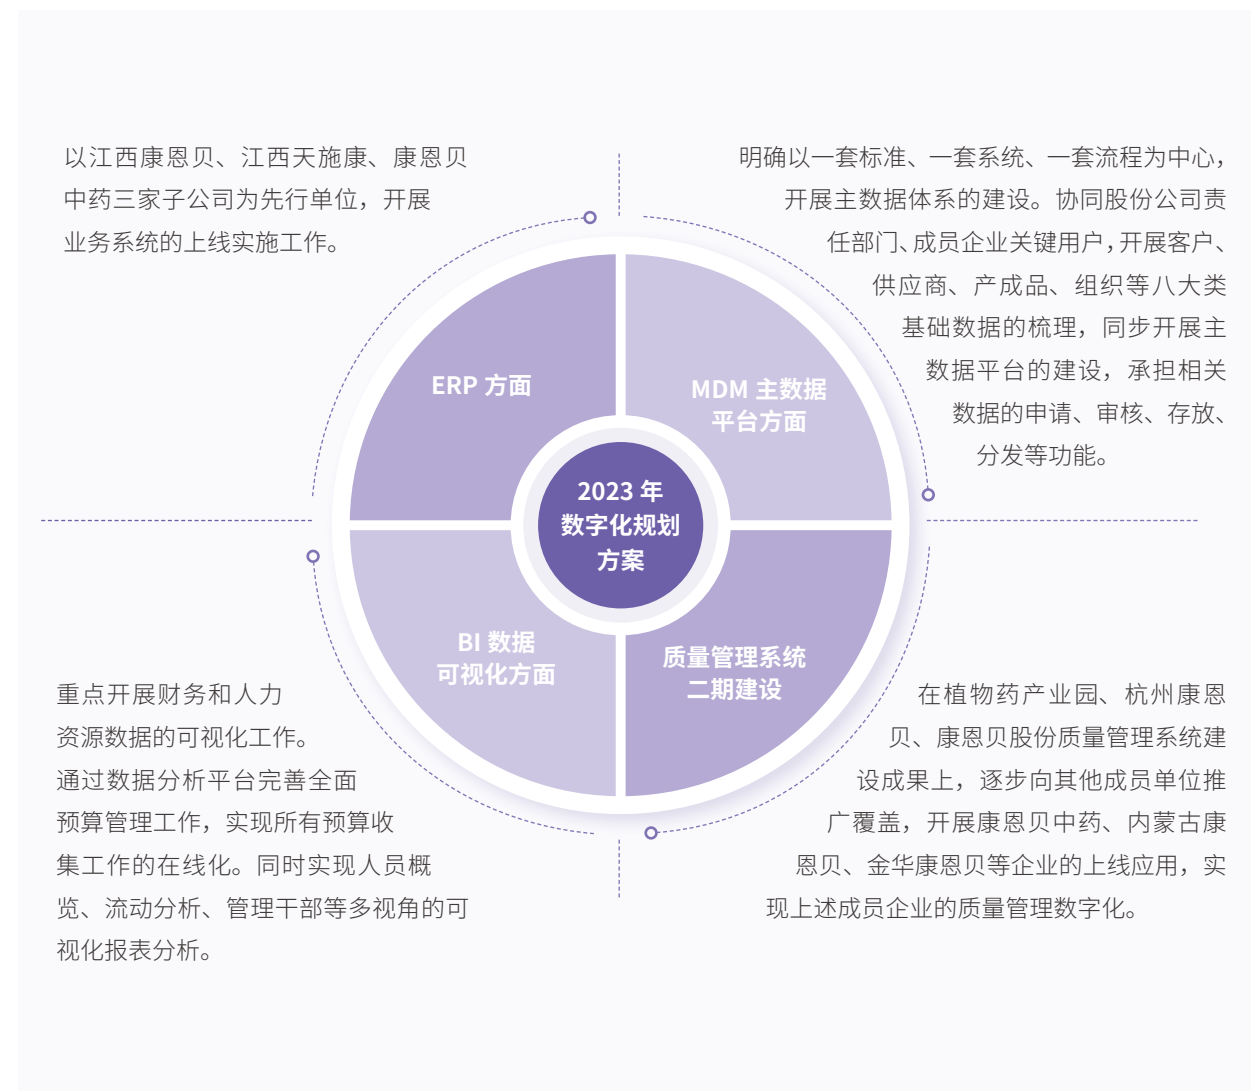 以江西康恩贝、江西天施康、康恩贝
中药三家子公司为先行单位，开展
业务系统的上线实施工作。
明确以一套标准、一套系统、一套流程为中心，
开展主数据体系的建设。协同股份公司责
任部门、成员企业关键用户，开展客户、
供应商、产成品、组织等八大类
基础数据的梳理，同步开展主
数据平台的建设，承担相关
数据的申请、审核、存放、
分发等功能。
ERP 方面
MDM 主数据
平台方面
2023 年
数字化规划
方案
BI 数据
可视化方面
质量管理系统
二期建设
重点开展财务和人力
资源数据的可视化工作。
通过数据分析平台完善全面
预算管理工作，实现所有预算收
集工作的在线化。同时实现人员概
览、流动分析、管理干部等多视角的可
视化报表分析。
在植物药产业园、杭州康恩
贝、康恩贝股份质量管理系统建
设成果上，逐步向其他成员单位推
广覆盖，开展康恩贝中药、内蒙古康
恩贝、金华康恩贝等企业的上线应用，实
现上述成员企业的质量管理数字化。